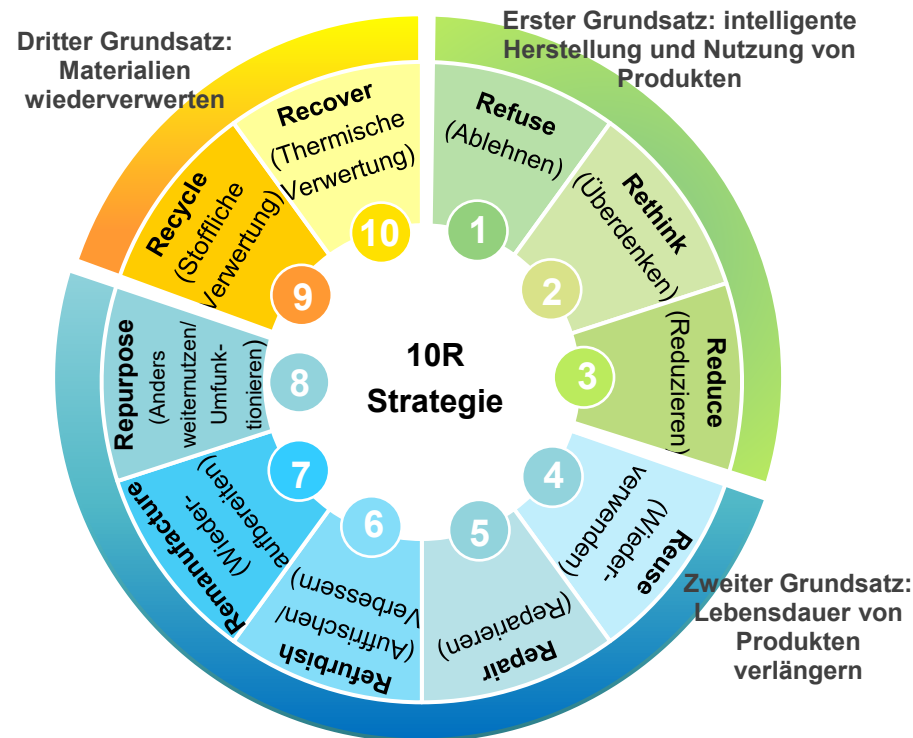 Dritter Grundsatz:
Materialien
wiederverwerten
Erster Grundsatz: intelligente
Herstellung und Nutzung von
Produkten
Refuse
(Ablehnen)
1
Rethink
(Überdenken)
2
Reduce
(Reduzieren)
3
Reuse
(Wieder-
verwenden)
4
Repair
(Reparieren)
5
Refurbish
(Auffrischen/
Verbessern)
6
Remanufacture
(Wieder-
aufbereiten)
7
Repurpose
(Anders
weiternutzen/
Umfunk-
tionieren)
8
Recycle
(Stoffliche
Verwertung)
9
Recover
(Thermische
Verwertung)
10
10R
Strategie
Zweiter Grundsatz:
Lebensdauer von
Produkten
verlängern